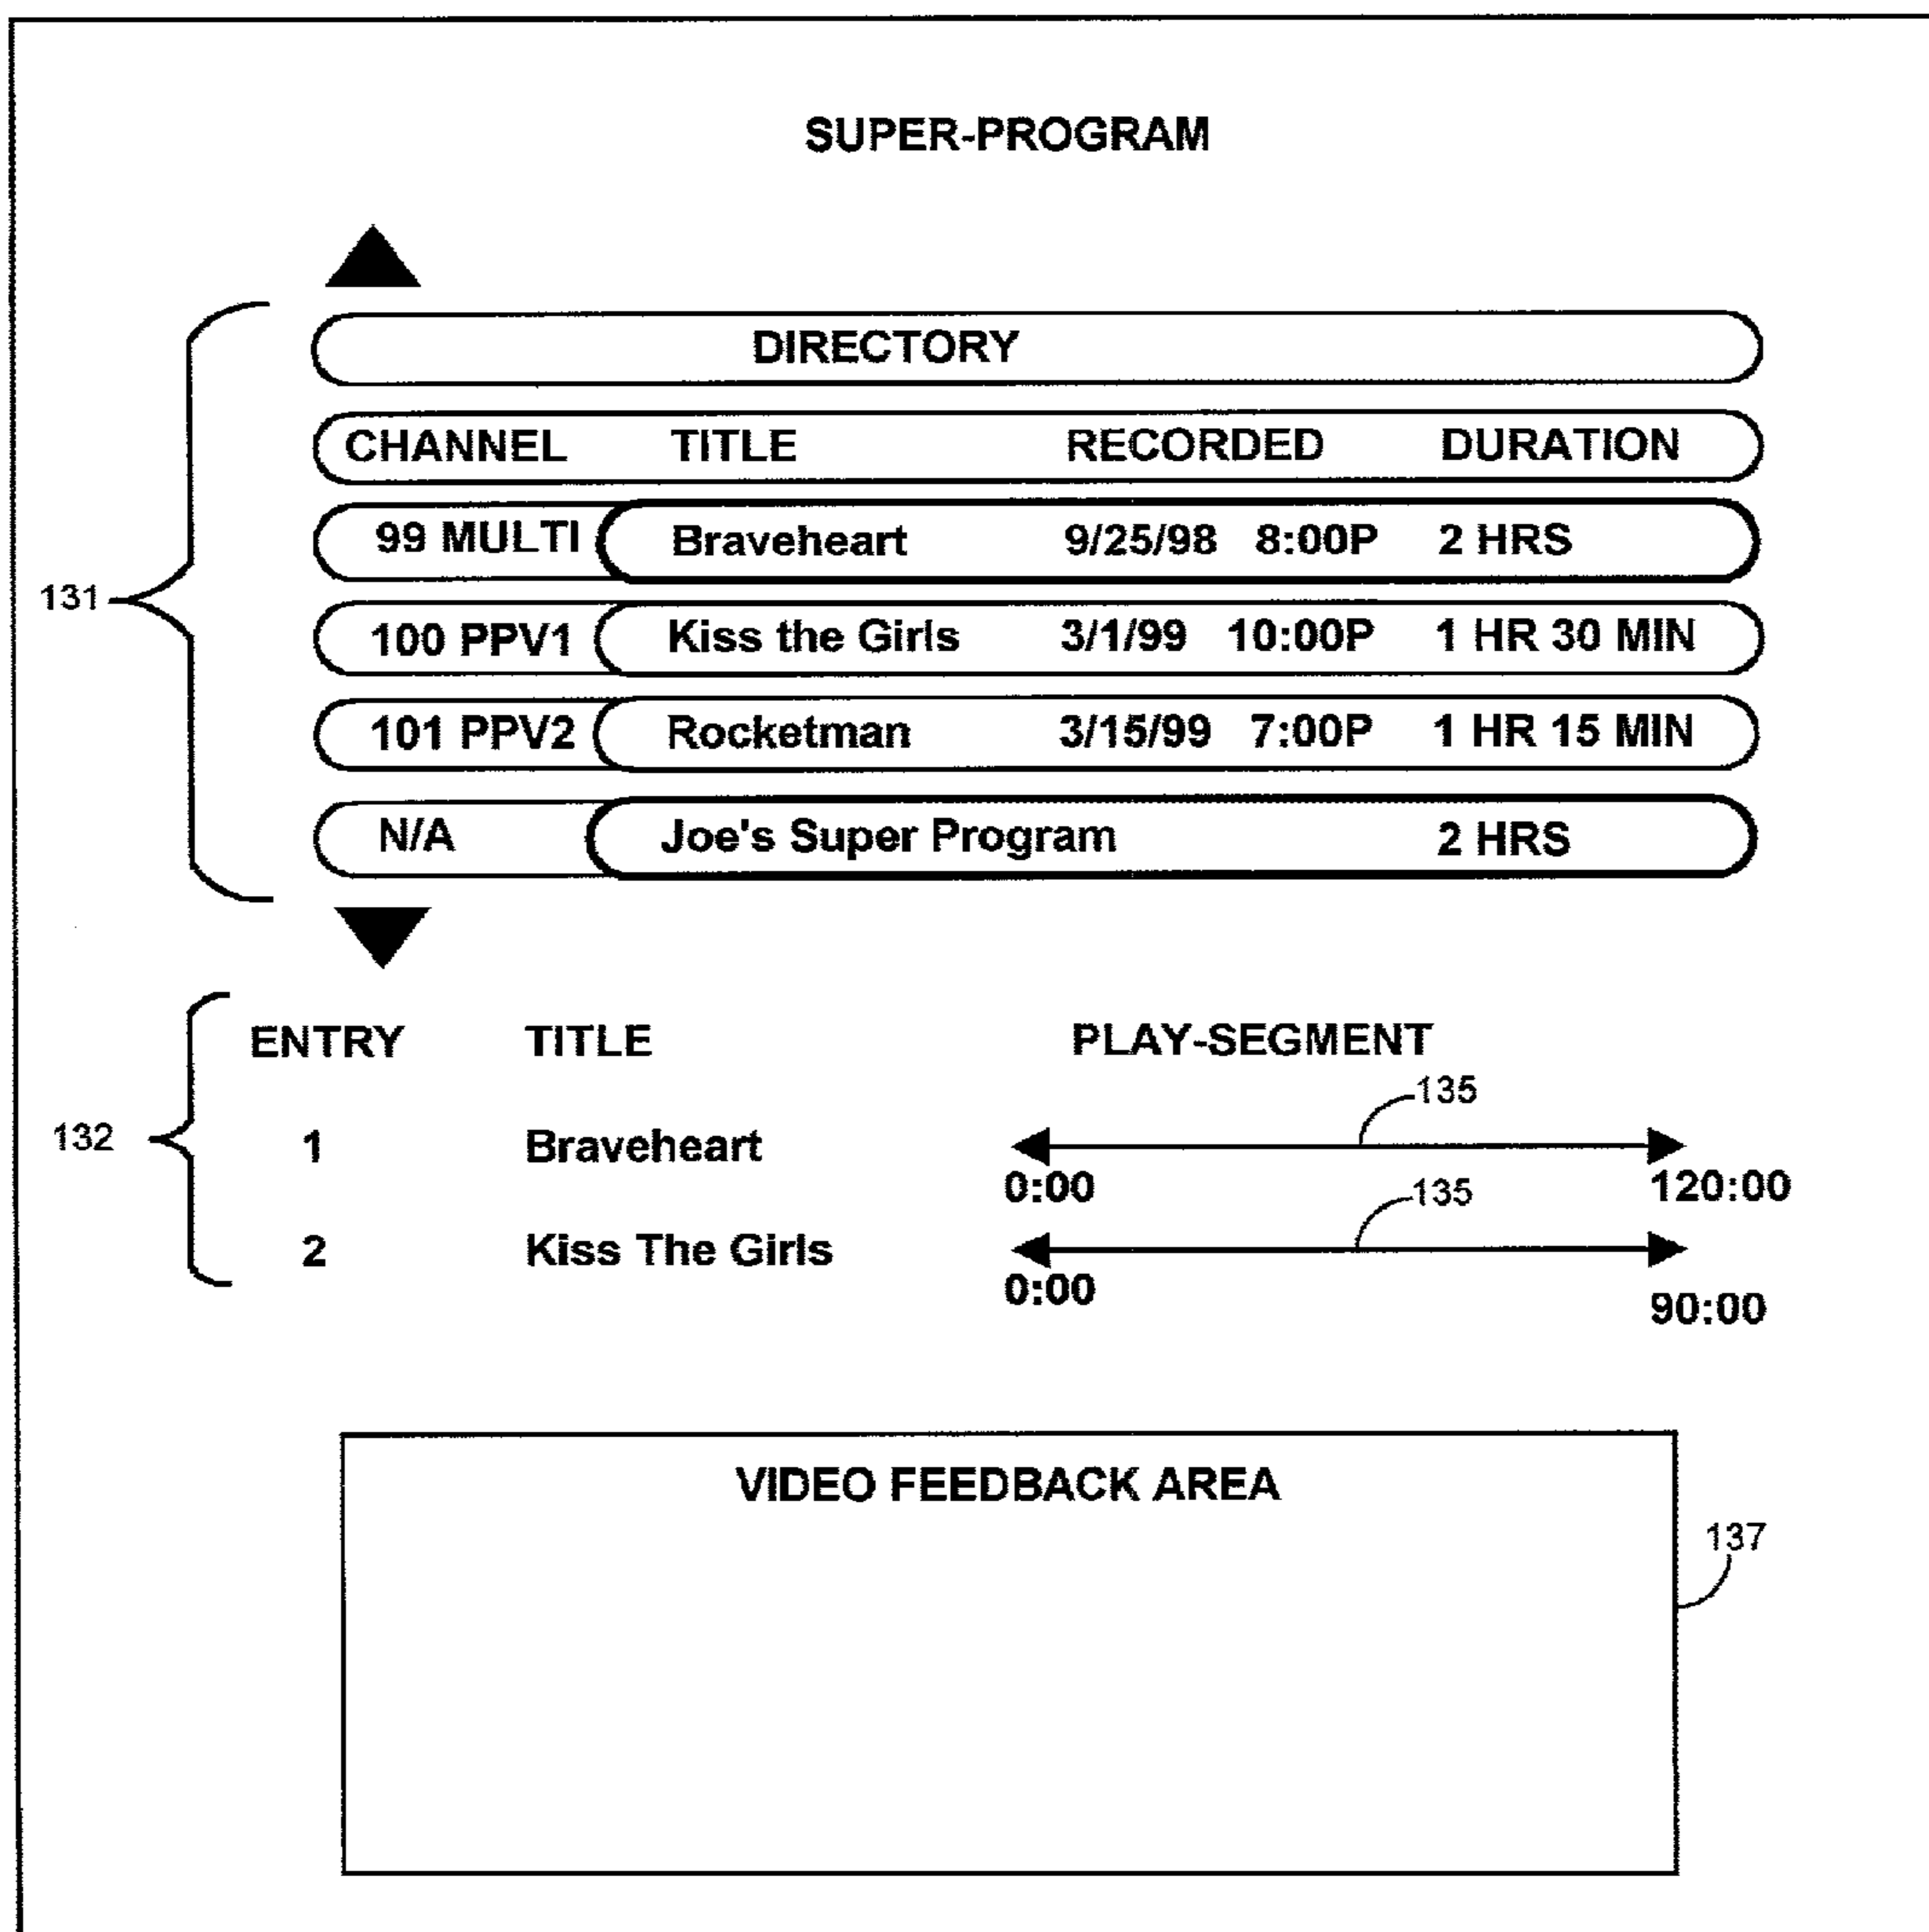 SUPER-PROGRAM
DIRECTORY
CHANNEL TITLE RECORDED DURATION
99 MULTI Braveheart 9/25/98 8:00P 2 HRS
131
100 PPV1 Kiss the Girls 3/1/99 10:00P 1 HR 30 MIN
101 PPV2 Rocketman 3/15/99 7:00P 1 HR 15 MIN
N/A Joe's Super Program 2 HRS
ENTRY TITLE PLAY-SEGMENT
135
132 1 Braveheart
0:00 135 120:00
2 Kiss The Girls
0:00 90:00
VIDEO FEEDBACK AREA
137